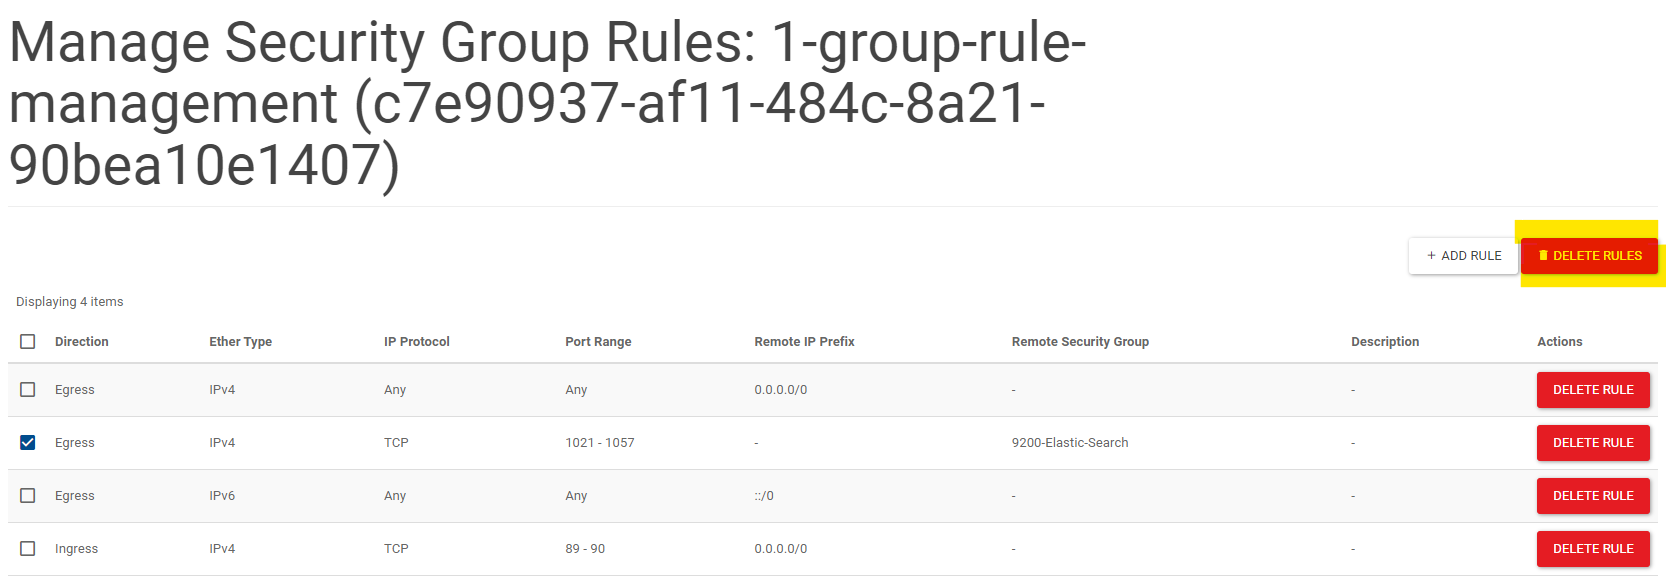 Manage Security Group Rules: 1-group-rule-
management (c7e90937-af11-484c-8a21-
90bea10e1407)
+ ADD RULE DELETE RULES
Displaying 4 items
Direction Ether Type IP Protocol Port Range Remote IP Prefix Remote Security Group Description Actions
Egress IPv4 Any Any 0.0.0.0/0 - - DELETE RULE
Egress IPv4 TCP 1021 - 1057 - 9200-Elastic-Search - DELETE RULE
Egress IPv6 Any Any ::/0 - - DELETE RULE
Ingress IPv4 TCP 89 - 90 0.0.0.0/0 - - DELETE RULE